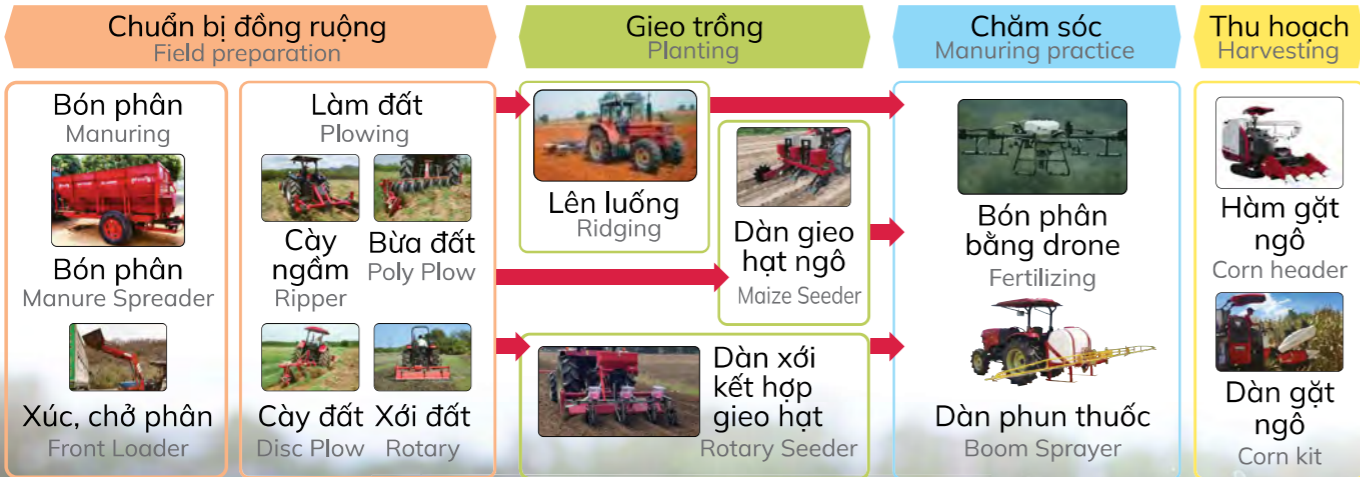 Chuẩn bị đồng ruộng
Field preparation
Gieo trồng
Planting
Chăm sóc
Manuring practice
Thu hoạch
Harvesting
Bón phân
Manuring
Bón phân
Manure Spreader
Xúc, chở phân
Front Loader
Làm đất
Plowing
Cày
ngầm
Ripper
Bừa đất
Poly Plow
Cày đất
Disc Plow
Xới đất
Rotary
Lên luống
Ridging
Dàn gieo
hạt ngô
Maize Seeder
Dàn xới
kết hợp
gieo hạt
Rotary Seeder
Bón phân
bằng drone
Fertilizing
Dàn phun thuốc
Boom Sprayer
Hàm gặt
ngô
Corn header
Dàn gặt
ngô
Corn kit